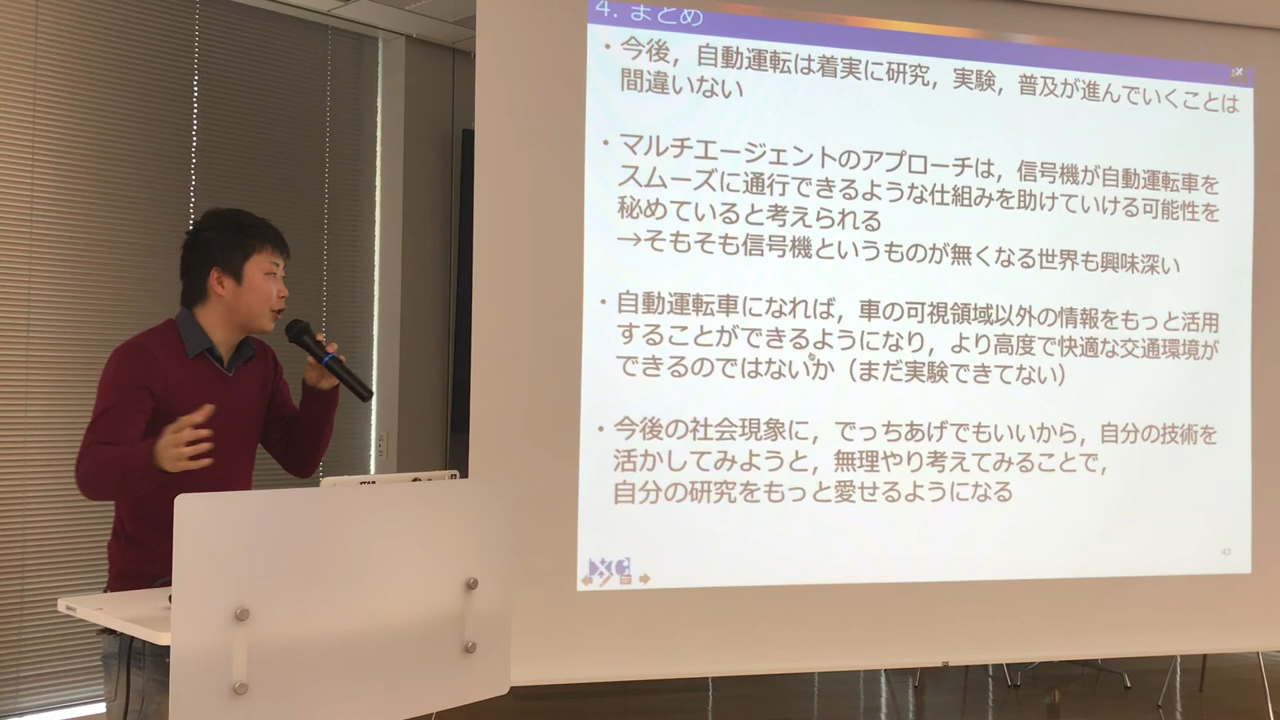 4. まとめ
・今後，自動運転は着実に研究，実験，普及が進んでいくことは
間違いない
・マルチエージェントのアプローチは，信号機が自動運転車を
スムーズに通行できるような仕組みを助けていける可能性を
秘めていると考えられる
→そもそも信号機というものが無くなる世界も興味深い
・自動運転車になれば，車の可視領域以外の情報をもっと活用
することができるようになり，より高度で快適な交通環境が
できるのではないか（まだ実験できてない）
・今後の社会現象に，でっちあげでもいいから，自分の技術を
活かしてみようと，無理やり考えてみることで，
自分の研究をもっと愛せるようになる
43